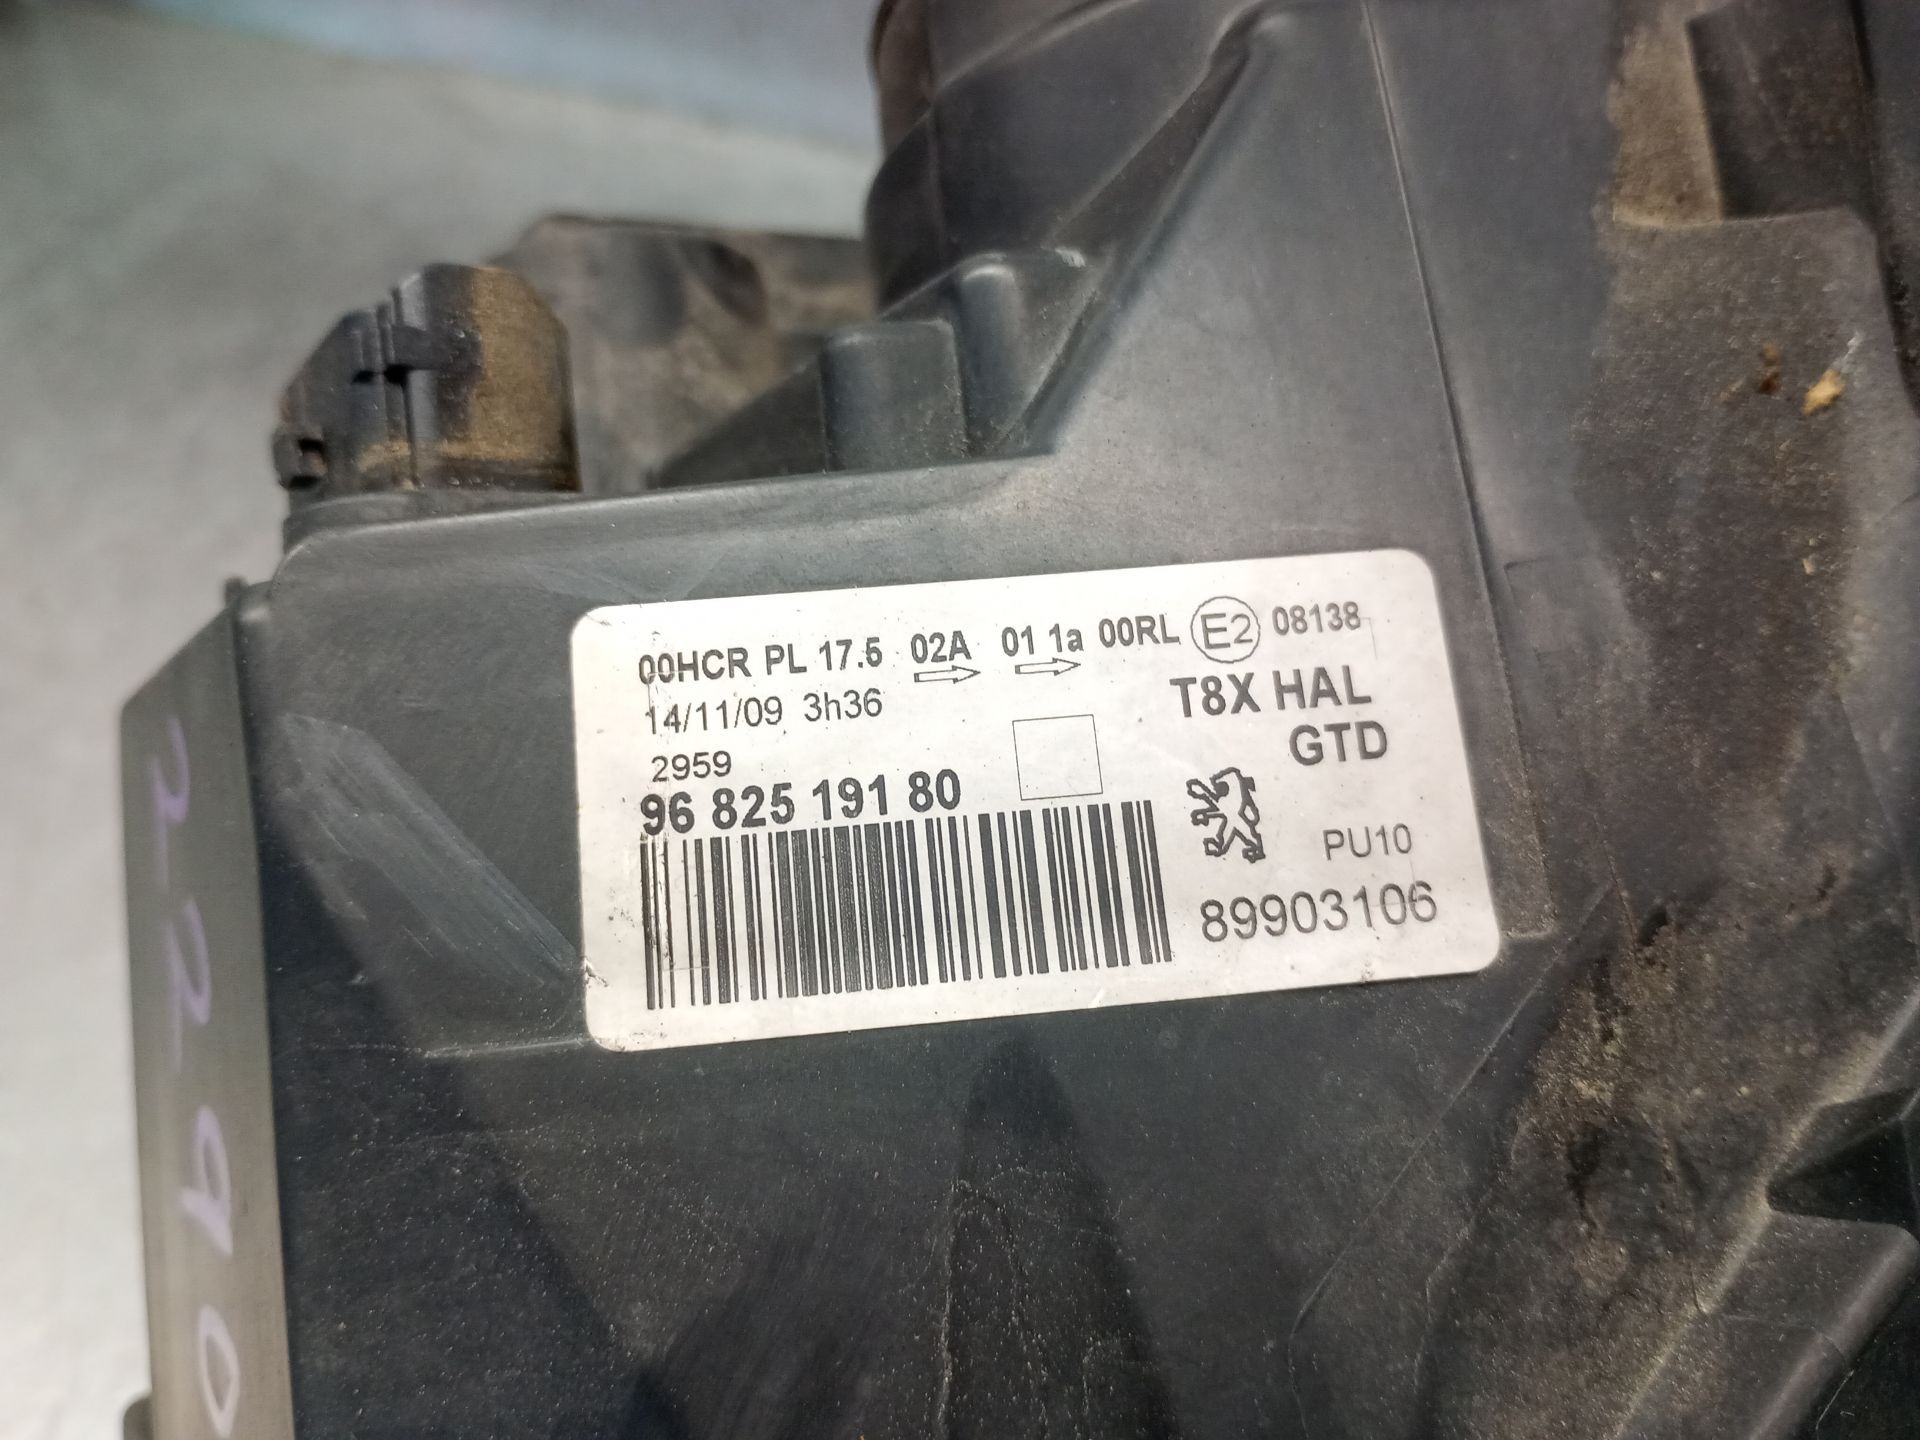 00HCR PL 17.5 02A 01 1a 00RL E2 08138
14/11/09 3h36
T8X HAL
GTD
2959
96 825 191 80
PU10
89903106
2290